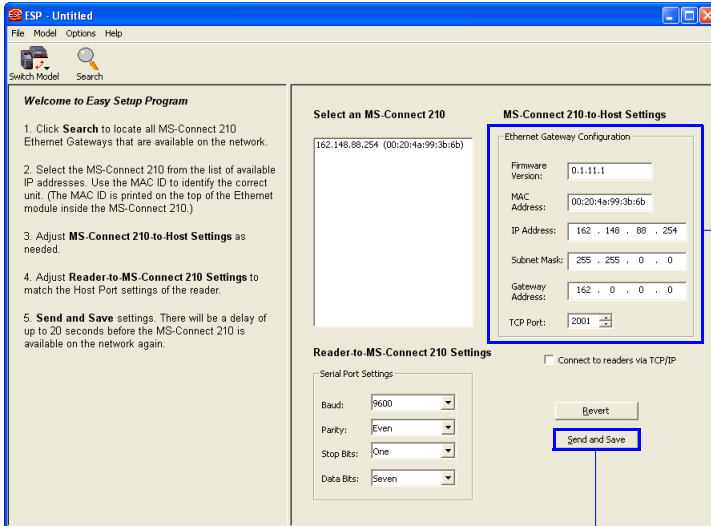 ESP - Untitled
File Model Options Help
Switch Model Search
Welcome to Easy Setup Program
1. Click Search to locate all MS-Connect 210
Ethernet Gateways that are available on the network.
2. Select the MS-Connect 210 from the list of available
IP addresses. Use the MAC ID to identify the correct
unit. (The MAC ID is printed on the top of the Ethernet
module inside the MS-Connect 210.)
3. Adjust MS-Connect 210-to-Host Settings as
needed.
4. Adjust Reader-to-MS-Connect 210 Settings to
match the Host Port settings of the reader.
5. Send and Save settings. There will be a delay of
up to 20 seconds before the MS-Connect 210 is
available on the network again.
Select an MS-Connect 210
162.148.88.254 (00:20:4a:99:3b:6b)
MS-Connect 210-to-Host Settings
Ethernet Gateway Configuration
Firmware
Version: 0.1.11.1
MAC
Address: 00:20:4a:99:3b:6b
IP Address: 162 . 148 . 88 . 254
Subnet Mask: 255 . 255 . 0 . 0
Gateway
Address: 162 . 0 . 0 . 0
TCP Port: 2001
Reader-to-MS-Connect 210 Settings
Serial Port Settings
Baud: 9600
Parity: Even
Stop Bits: One
Data Bits: Seven
Connect to readers via TCP/IP
Revert
Send and Save